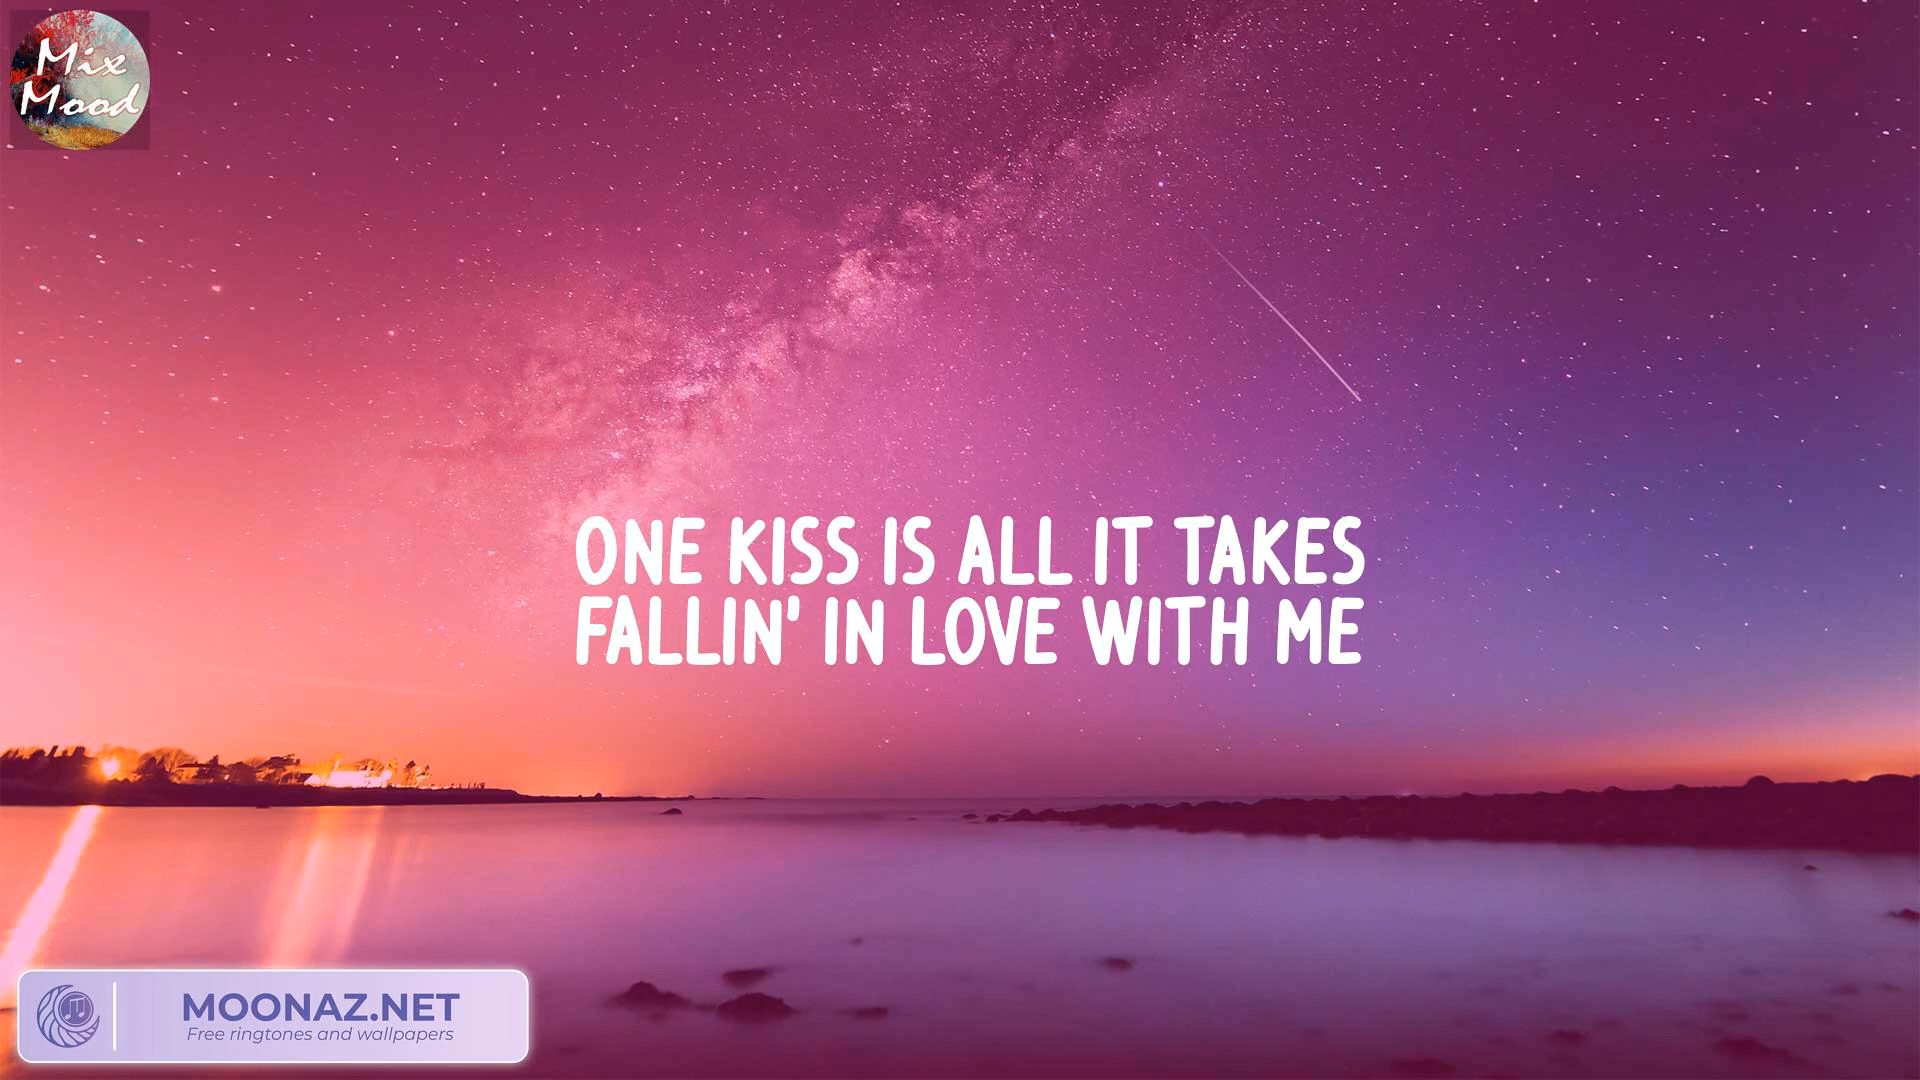 Mix
Mood
ONE KISS IS ALL IT TAKES
FALLIN' IN LOVE WITH ME
MOONAZ.NET
Free ringtones and wallpapers